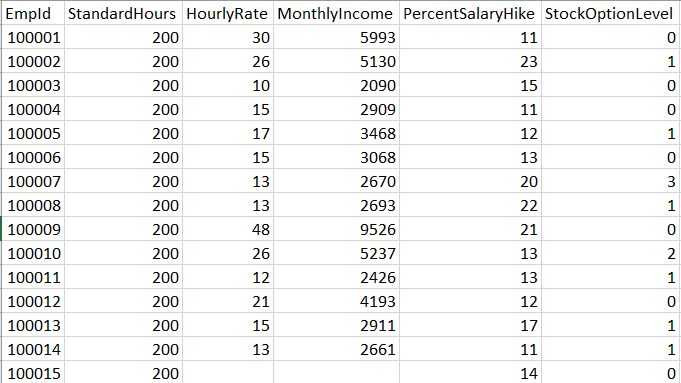 EmpId StandardHours HourlyRate MonthlyIncome PercentSalaryHike StockOptionLevel
100001 200 30 5993 11 0
100002 200 26 5130 23 1
100003 200 10 2090 15 0
100004 200 15 2909 11 0
100005 200 17 3468 12 1
100006 200 15 3068 13 0
100007 200 13 2670 20 3
100008 200 13 2693 22 1
100009 200 48 9526 21 0
100010 200 26 5237 13 2
100011 200 12 2426 13 1
100012 200 21 4193 12 0
100013 200 15 2911 17 1
100014 200 13 2661 11 1
100015 200 14 0